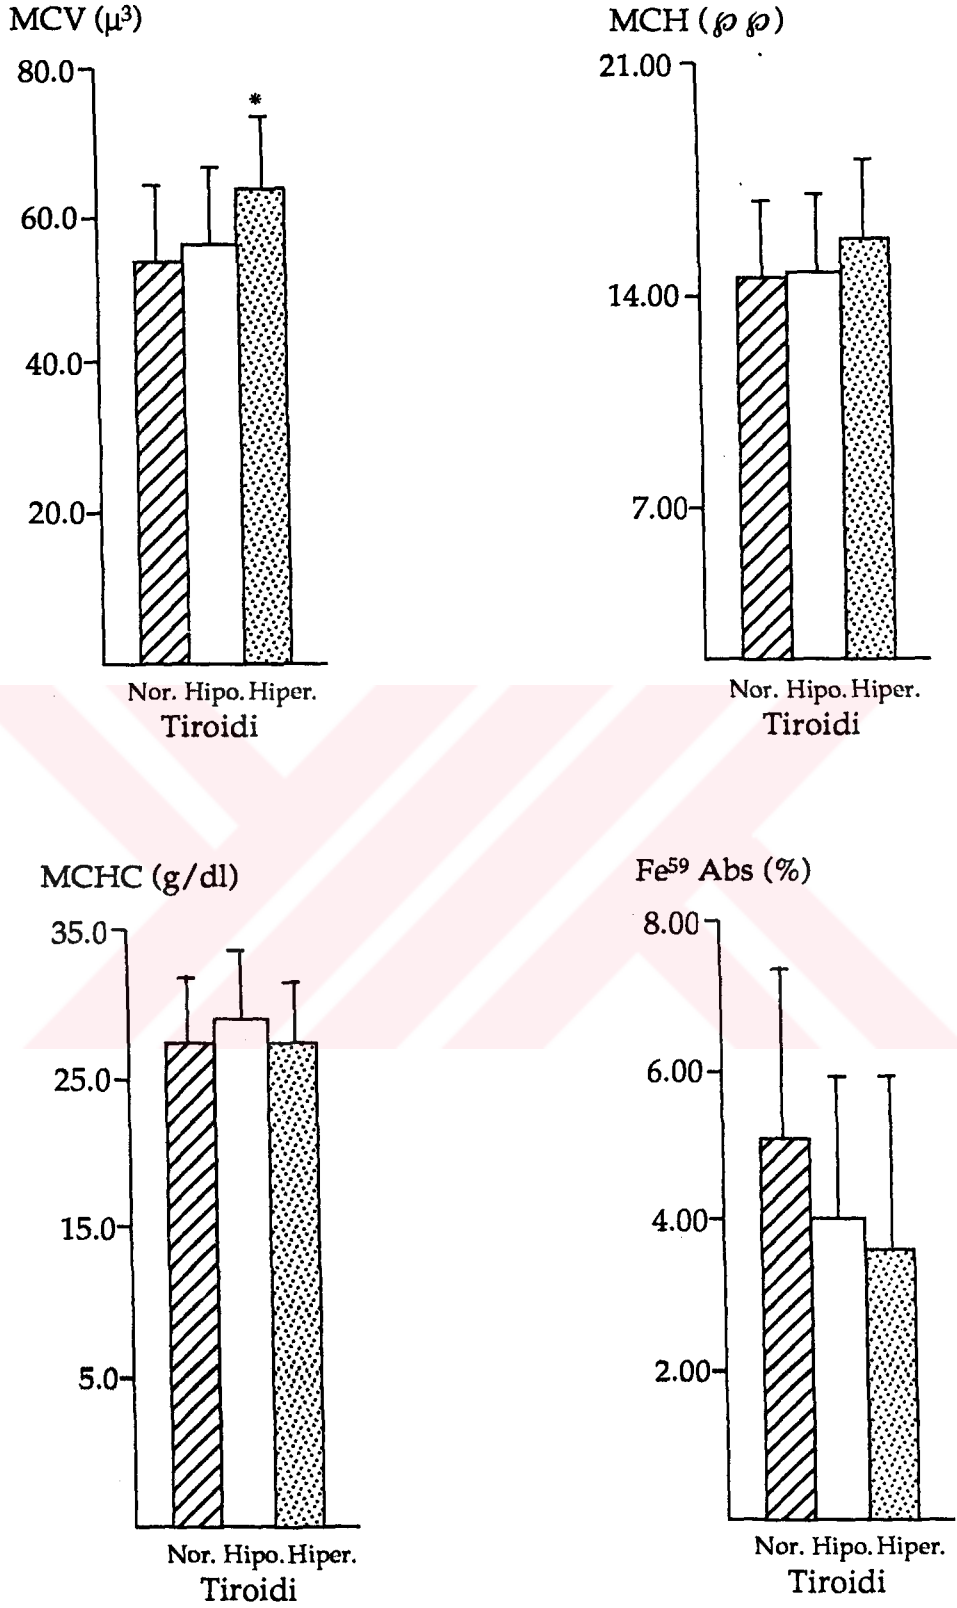 MCV (μ³)
80.0
*
60.0
40.0
20.0
Nor. Hipo. Hiper.
Tiroidi
MCH (℘ ℘)
21.00
14.00
7.00
Nor. Hipo. Hiper.
Tiroidi
MCHC (g/dl)
35.0
25.0
15.0
5.0
Nor. Hipo. Hiper.
Tiroidi
Fe⁵⁹ Abs (%)
8.00
6.00
4.00
2.00
Nor. Hipo. Hiper.
Tiroidi